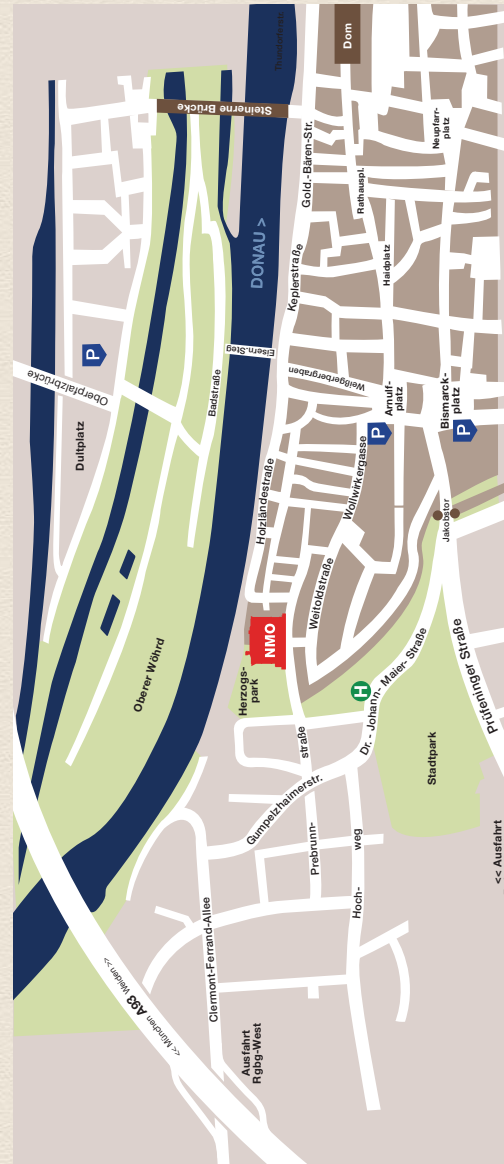 Oberpfalzbrücke
Dultplatz
P
<< München A93 Weiden >>
Oberer Wöhrd
Badstraße
Steinerne Brücke
Clermont-Ferrand-Allee
Ausfahrt
Rgbg-West
Herzogs-
park
NMO
Holzländestraße
Eisern.-Steg
DONAU >
Thundorferstr.
Gumpelzhaimerstr.
Prebrunn-
straße
Weitoldstraße
Weißgerbergraben
Keplerstraße
Gold.-Bären-Str.
Dom
Hoch-
weg
H
Wollwirkergasse
P
Arnulf-
platz
Haidplatz
Rathauspl.
Dr. - Johann - Maier- Straße
Stadtpark
Jakobstor
P
Bismarck-
platz
Neupfarr-
platz
Prüfeninger Straße
<< Ausfahrt